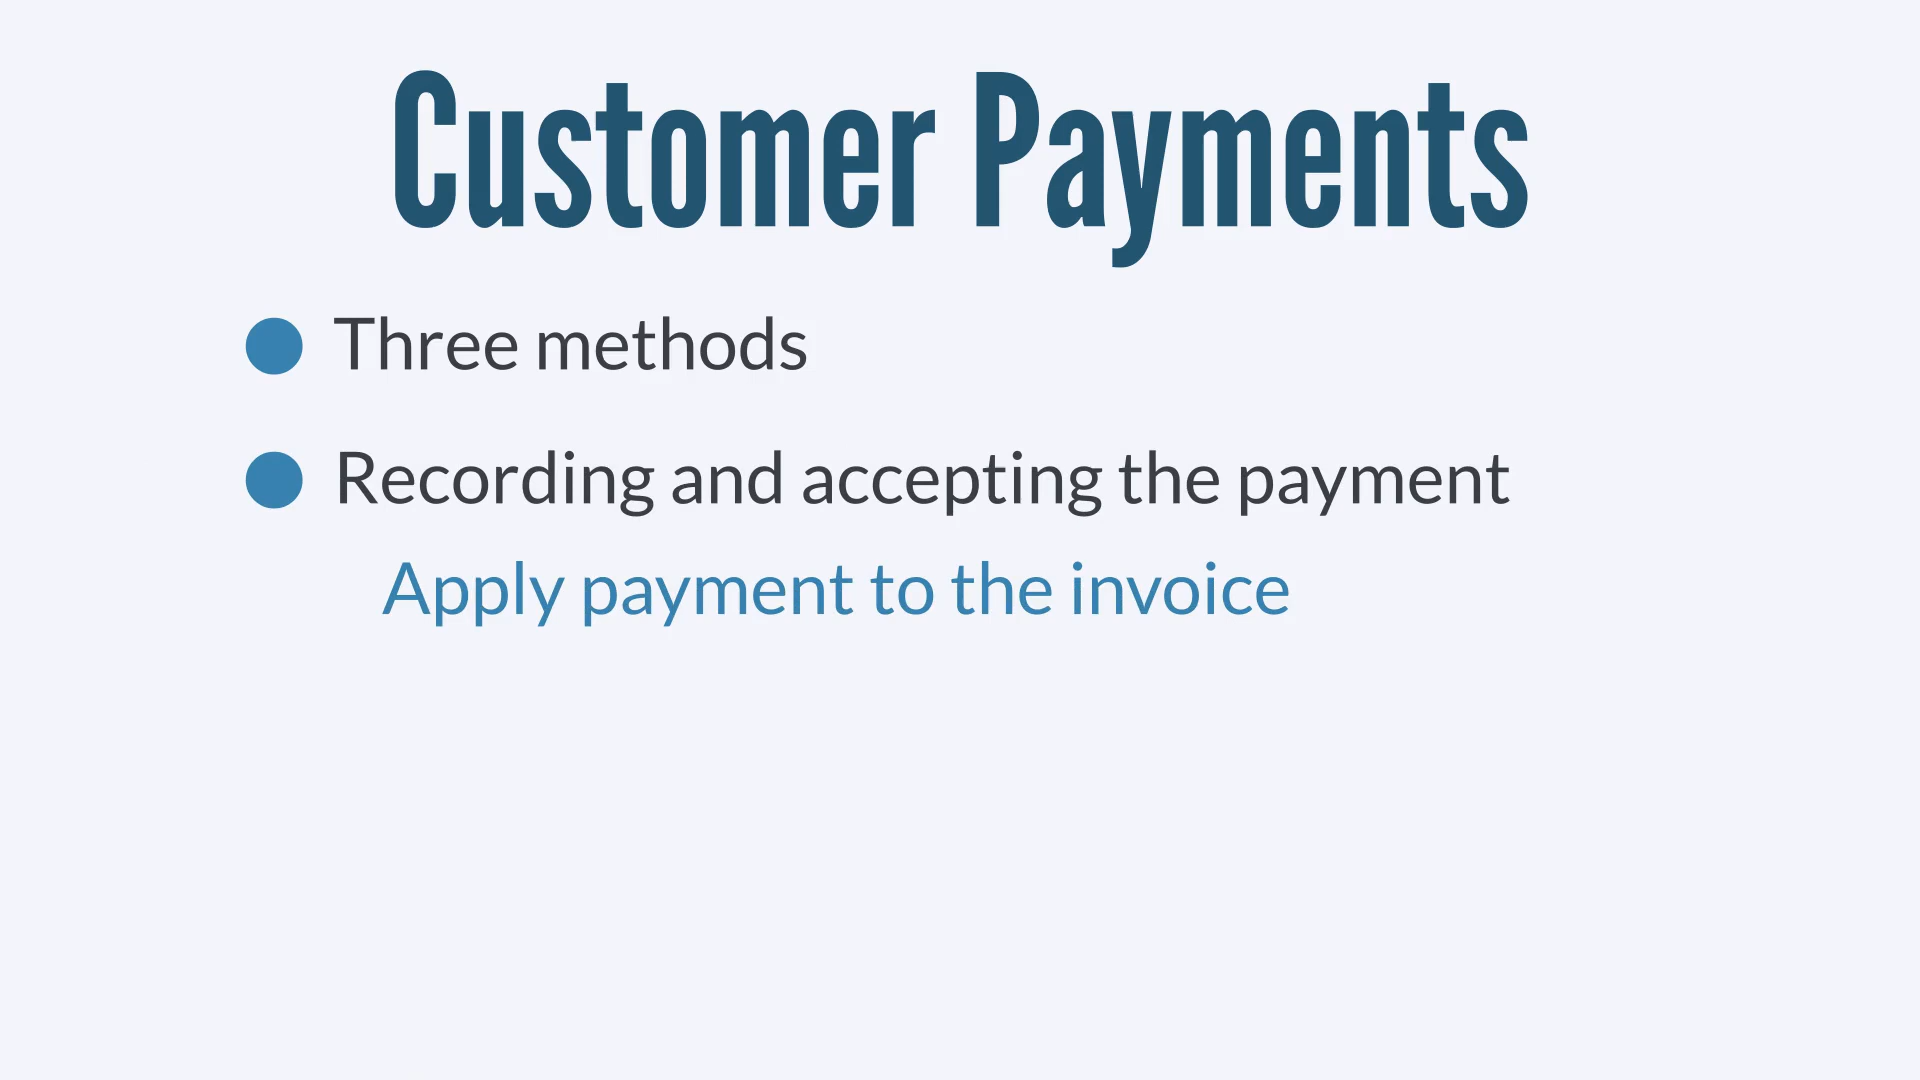 Customer Payments
Three methods
Recording and accepting the payment
Apply payment to the invoice